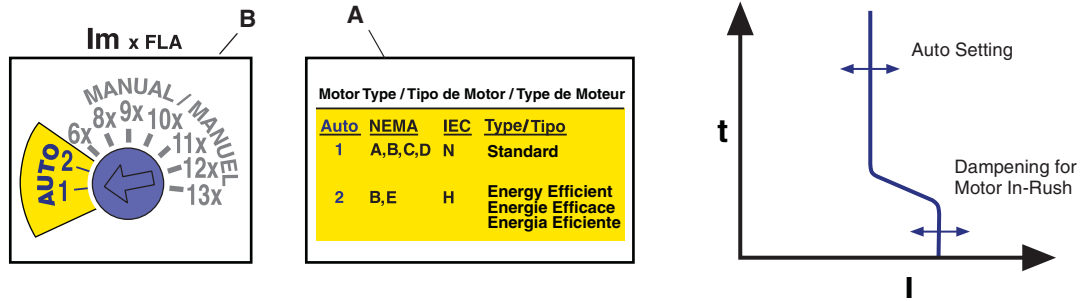 B
Im x FLA
MANUAL / MANUEL
6x 8x 9x 10x 11x 12x 13x
AUTO
2
1
A
Motor Type / Tipo de Motor / Type de Moteur
Auto NEMA IEC Type/Tipo
1 A,B,C,D N Standard
2 B,E H Energy Efficient
Energie Efficace
Energia Eficiente
t
Auto Setting
Dampening for
Motor In-Rush
I